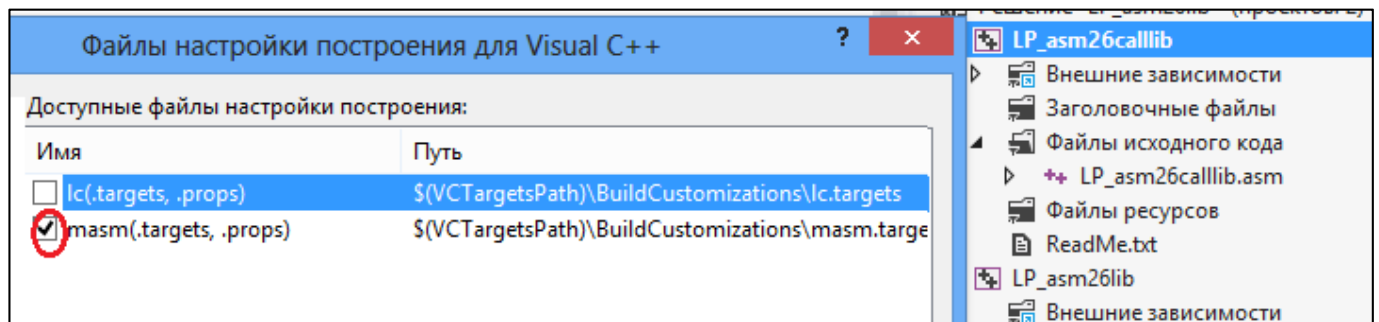 Файлы настройки построения для Visual C++
?
Доступные файлы настройки построения:
Имя Путь
lc(.targets, .props) $(VCTargetsPath)\BuildCustomizations\lc.targets
masm(.targets, .props) $(VCTargetsPath)\BuildCustomizations\masm.targe
LP_asm26calllib
Внешние зависимости
Заголовочные файлы
Файлы исходного кода
LP_asm26calllib.asm
Файлы ресурсов
ReadMe.txt
LP_asm26lib
Внешние зависимости